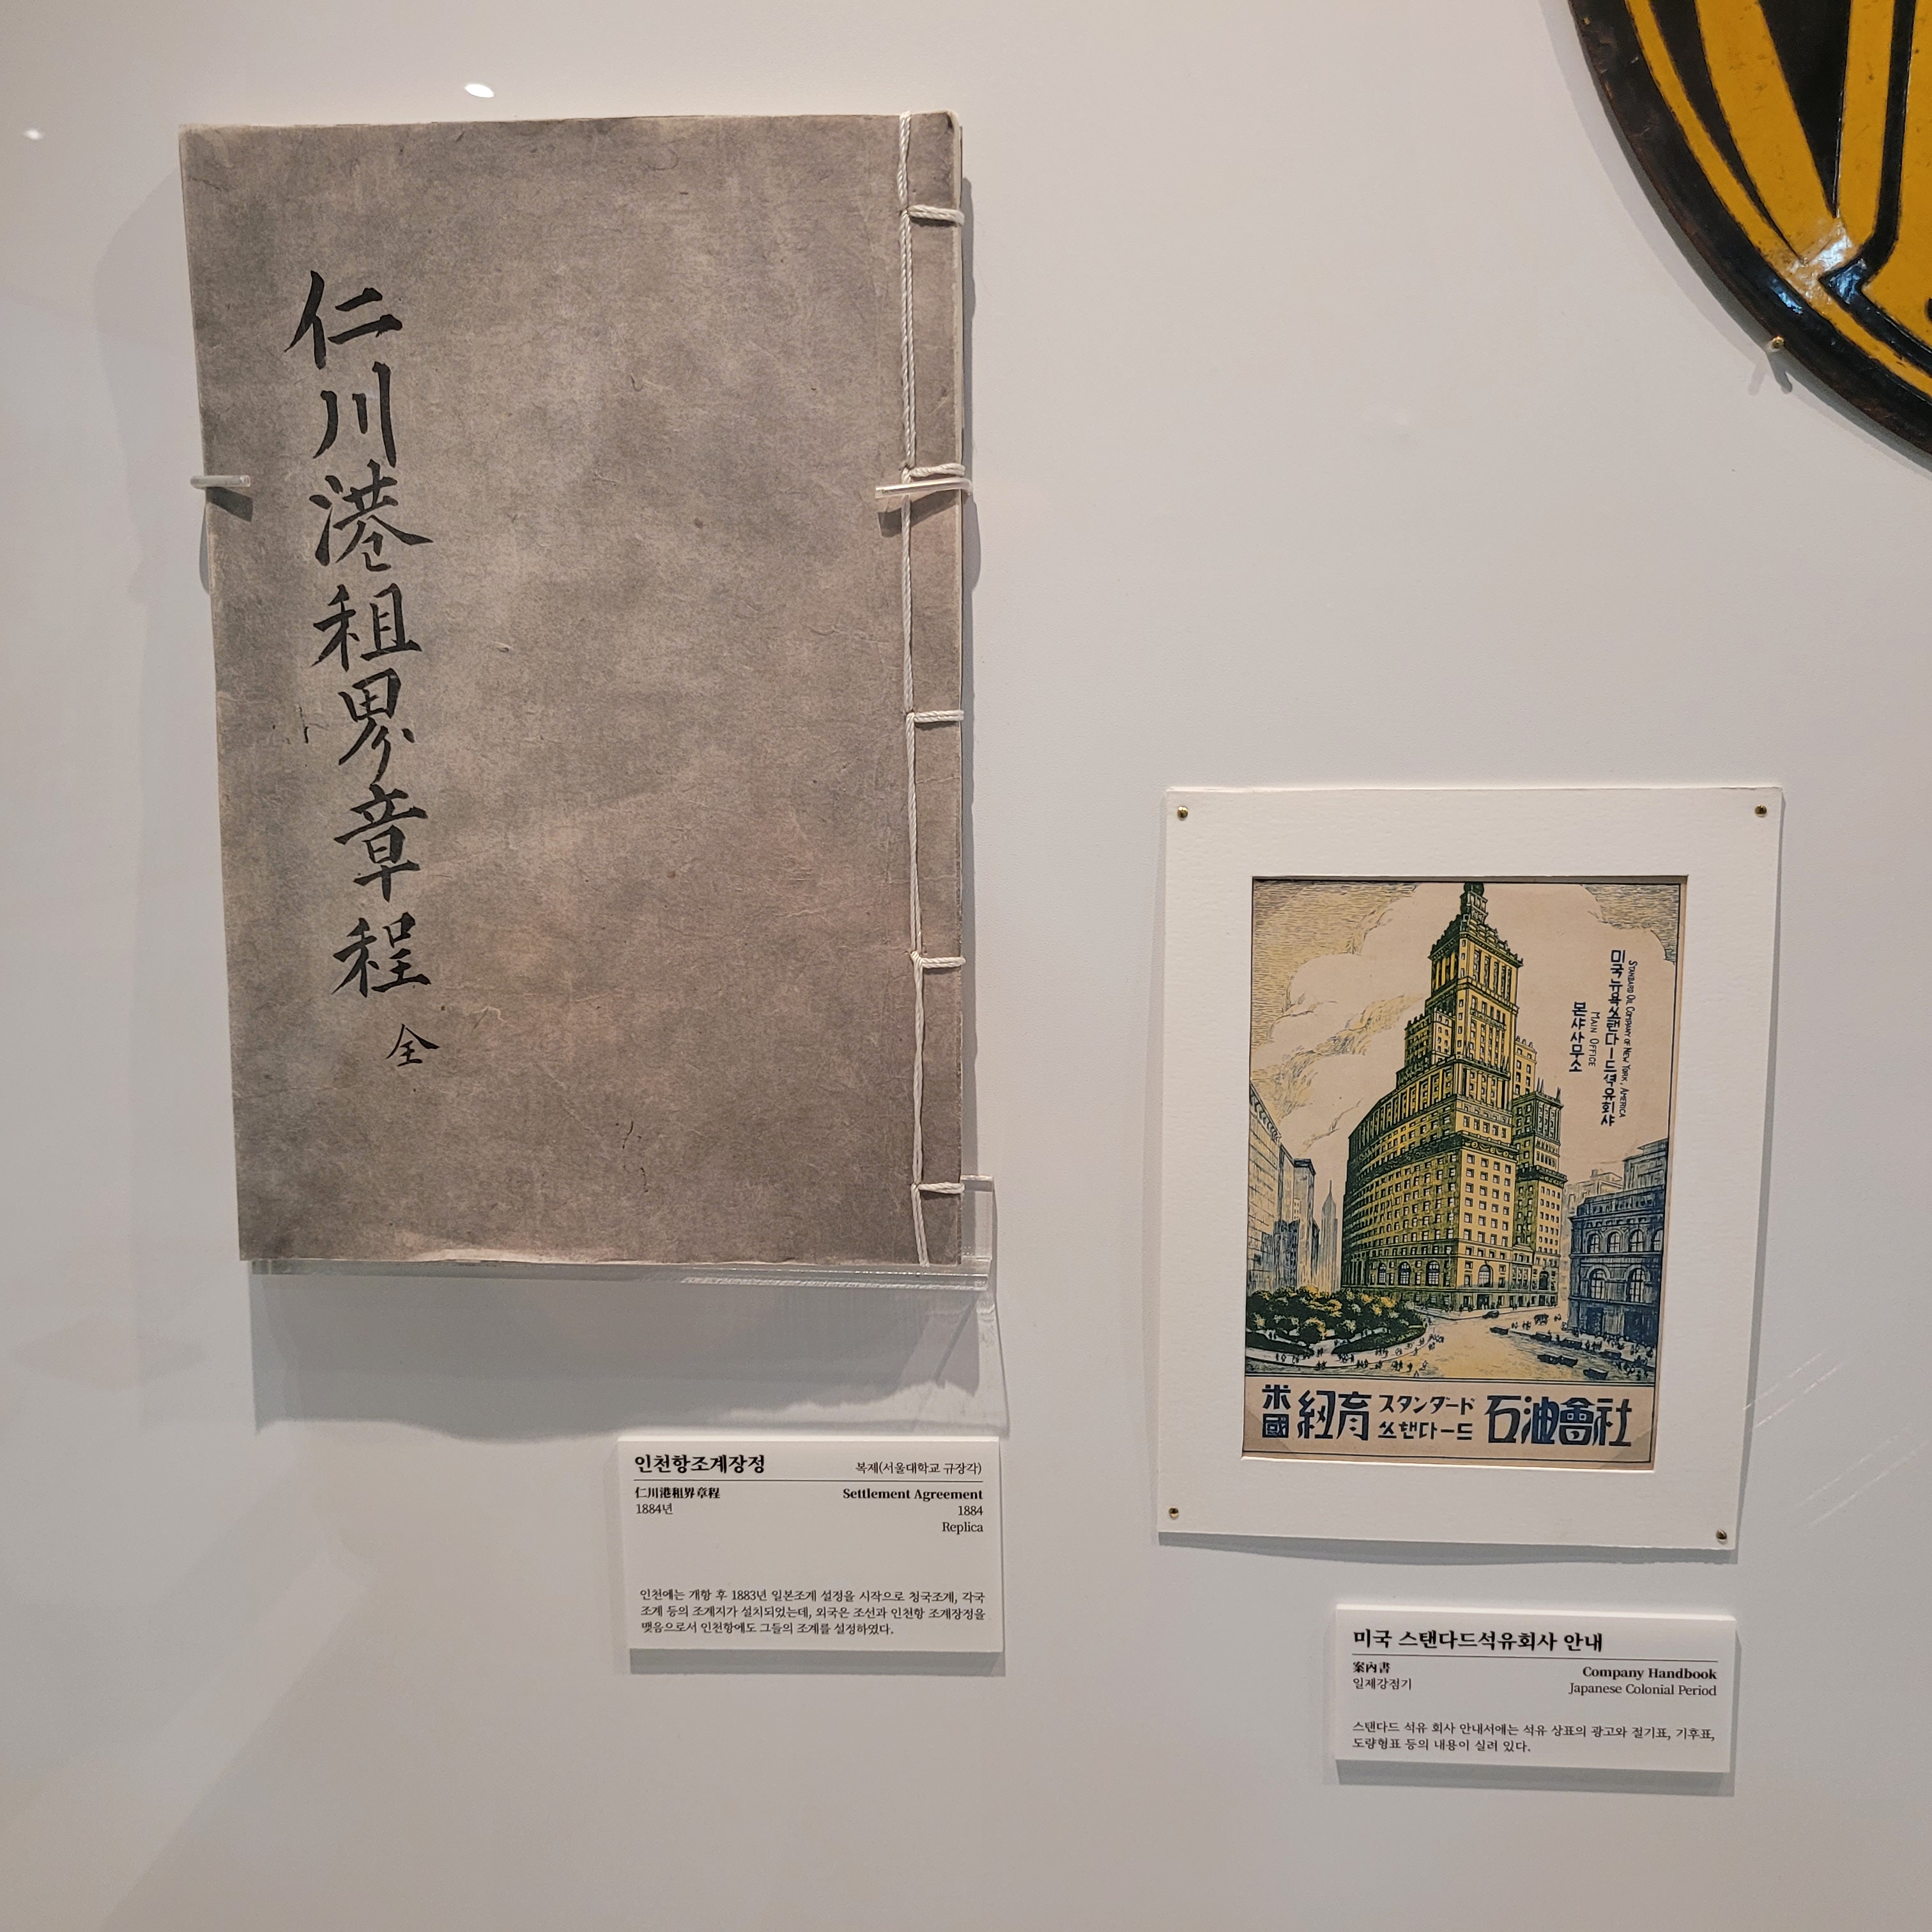 仁川港租界章程 全
인천항조계장정
복제(서울대학교 규장각)
仁川港租界章程
Settlement Agreement
1884년
1884
Replica
인천에는 개항 후 1883년 일본조계 설정을 시작으로 청국조계, 각국
조계 등의 조계지가 설치되었는데, 외국은 조선과 인천항 조계장정을
맺음으로서 인천항에도 그들의 조계를 설정하였다.
STANDARD OIL COMPANY OF NEW YORK, AMERICA
미국뉴욕쓰탠다—드셕유회샤
MAIN OFFICE
본샤사무소
米國 紐育 スタンダード 石油會社
쓰탠다—드
미국 스탠다드석유회사 안내
案內書
Company Handbook
일제강점기
Japanese Colonial Period
스탠다드 석유 회사 안내서에는 석유 상표의 광고와 절기표, 기후표,
도량형표 등의 내용이 실려 있다.